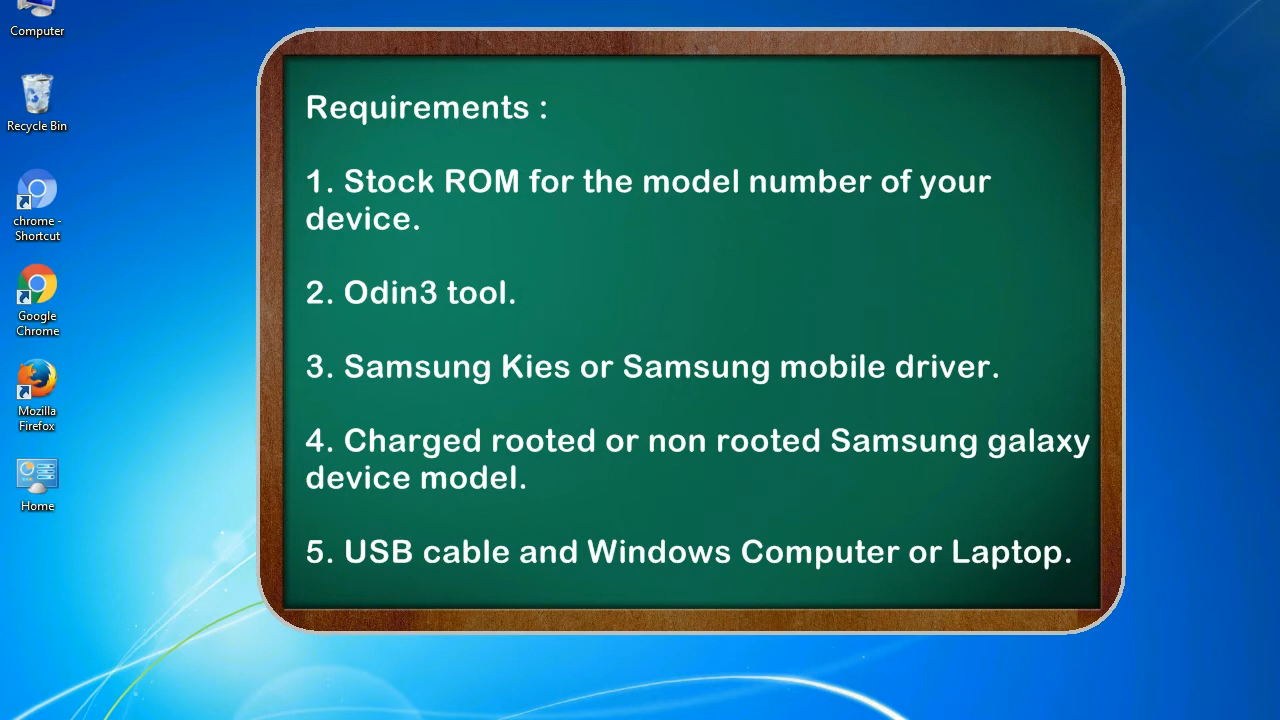 Computer
Recycle Bin
chrome -
Shortcut
Google
Chrome
Mozilla
Firefox
Home
Requirements :
1. Stock ROM for the model number of your
device.
2. Odin3 tool.
3. Samsung Kies or Samsung mobile driver.
4. Charged rooted or non rooted Samsung galaxy
device model.
5. USB cable and Windows Computer or Laptop.